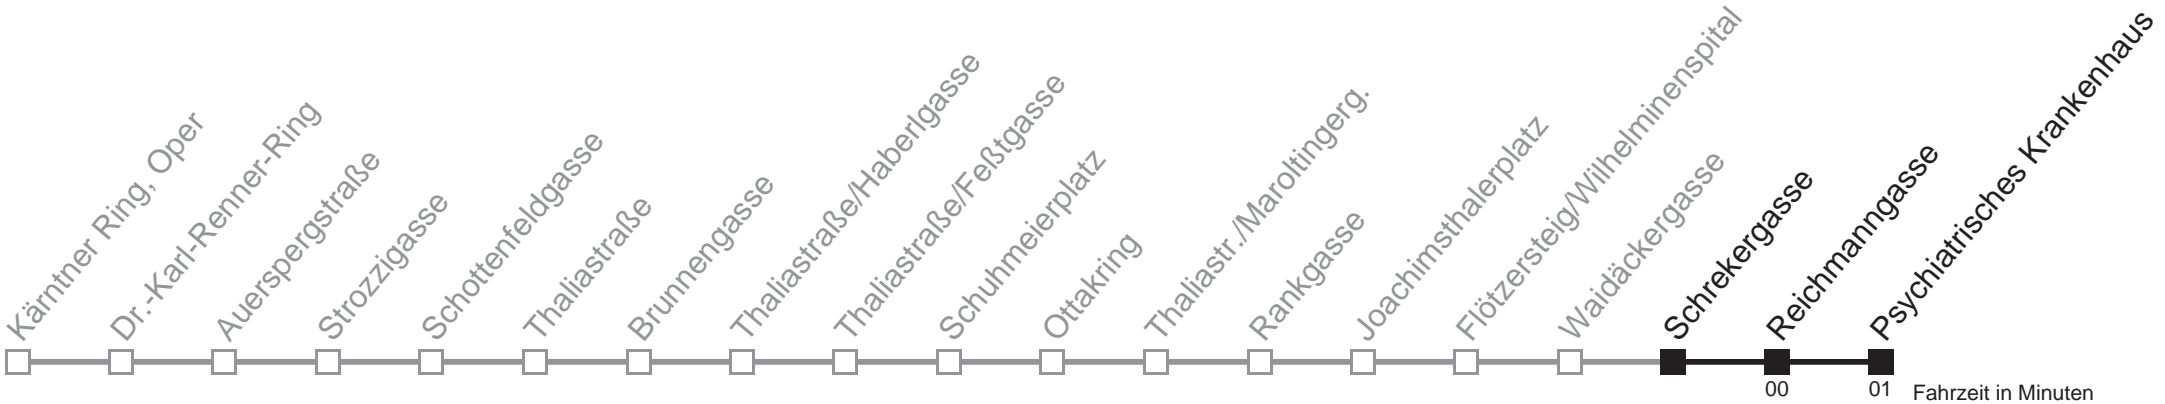 Kärntner Ring, Oper
Dr.-Karl-Renner-Ring
Auerspergstraße
Strozzigasse
Schottenfeldgasse
Thaliastraße
Brunnengasse
Thaliastraße/Haberlgasse
Thaliastraße/Feßtgasse
Schuhmeierplatz
Ottakring
Thaliastr./Maroltingerg.
Rankgasse
Joachimsthalerplatz
Flötzersteig/Wilhelminenspital
Waidäckergasse
Schrekergasse
Reichmanngasse
Psychiatrisches Krankenhaus
00 01 Fahrzeit in Minuten